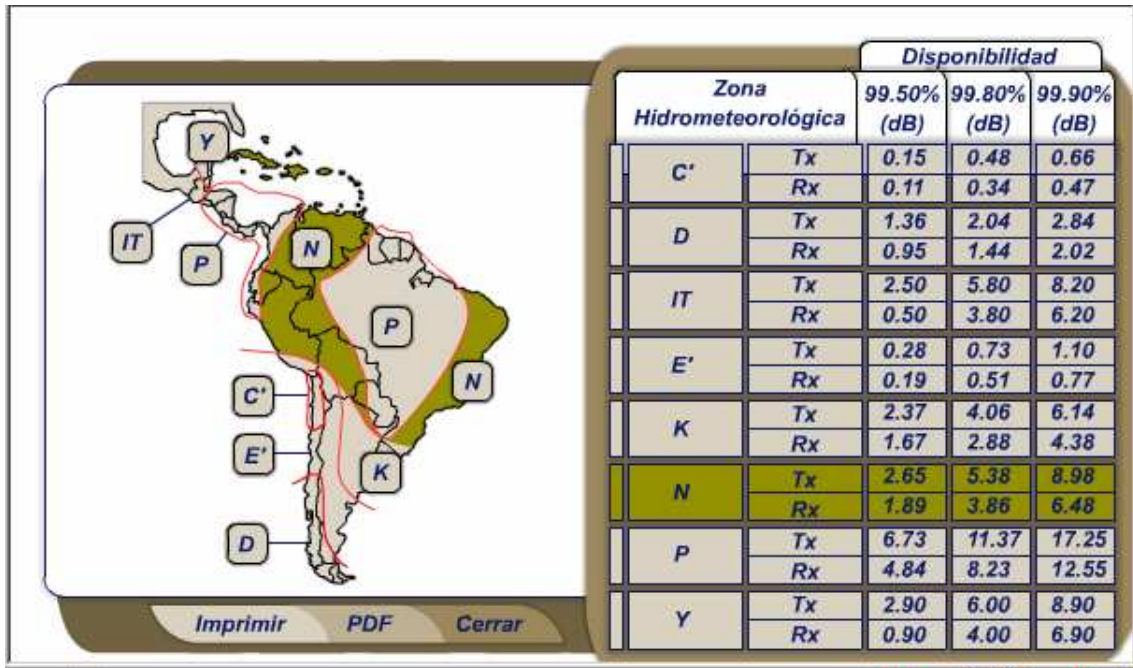 Y
IT
P
N
P
N
C'
E'
K
D
Imprimir PDF Cerrar
Disponibilidad
Zona Hidrometeorológica 99.50% (dB) 99.80% (dB) 99.90% (dB)
C' Tx 0.15 0.48 0.66
Rx 0.11 0.34 0.47
D Tx 1.36 2.04 2.84
Rx 0.95 1.44 2.02
IT Tx 2.50 5.80 8.20
Rx 0.50 3.80 6.20
E' Tx 0.28 0.73 1.10
Rx 0.19 0.51 0.77
K Tx 2.37 4.06 6.14
Rx 1.67 2.88 4.38
N Tx 2.65 5.38 8.98
Rx 1.89 3.86 6.48
P Tx 6.73 11.37 17.25
Rx 4.84 8.23 12.55
Y Tx 2.90 6.00 8.90
Rx 0.90 4.00 6.90